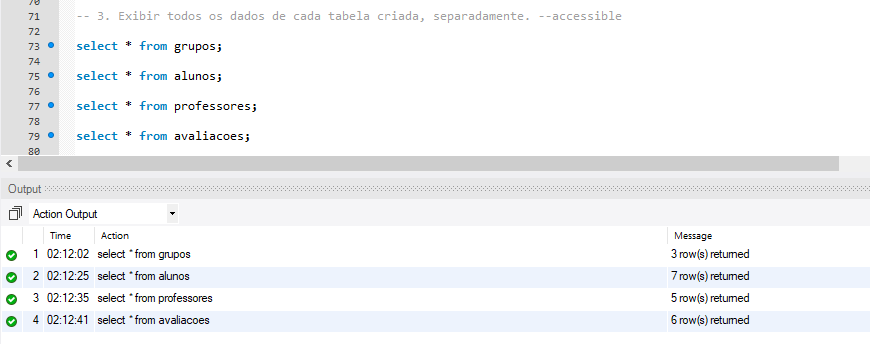 70
71 -- 3. Exibir todos os dados de cada tabela criada, separadamente. --accessible
72
73 select * from grupos;
74
75 select * from alunos;
76
77 select * from professores;
78
79 select * from avaliacoes;
80
Output
Action Output
Time Action Message
1 02:12:02 select * from grupos 3 row(s) returned
2 02:12:25 select * from alunos 7 row(s) returned
3 02:12:35 select * from professores 5 row(s) returned
4 02:12:41 select * from avaliacoes 6 row(s) returned